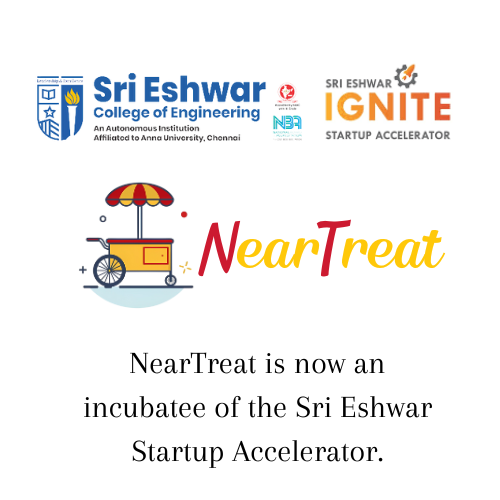 Sri Eshwar
College of Engineering
An Autonomous Institution
Affiliated to Anna University, Chennai
NBA
SRI ESHWAR
IGNITE
STARTUP ACCELERATOR
NearTreat
NearTreat is now an
incubatee of the Sri Eshwar
Startup Accelerator.